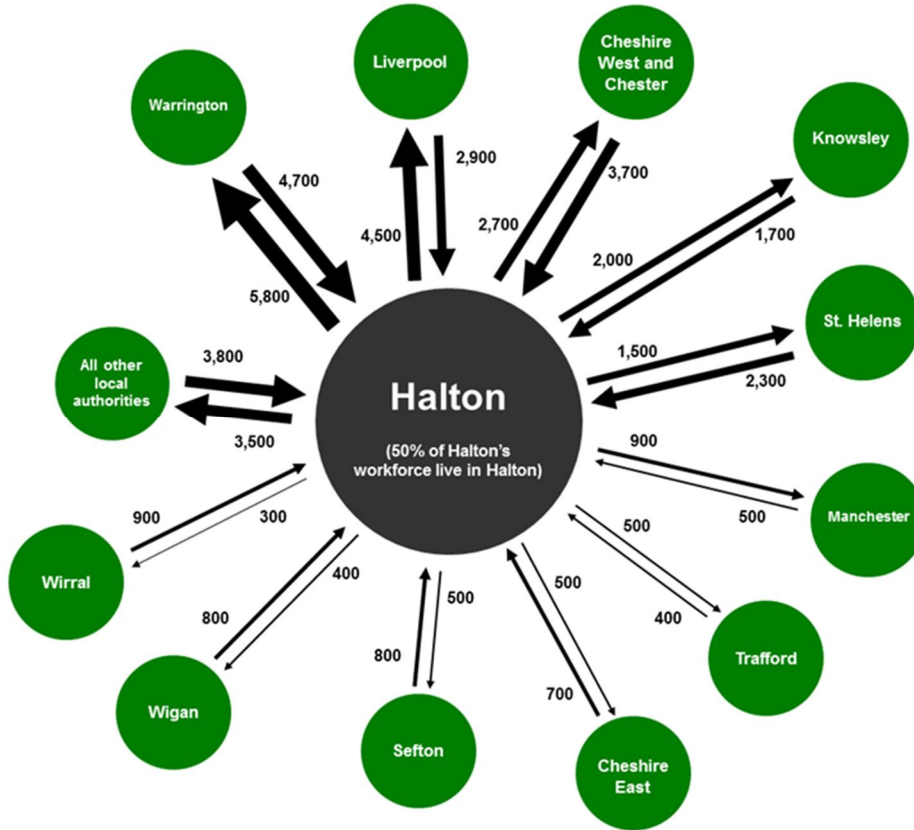 Cheshire
West and
Chester
Liverpool
Warrington
Knowsley
2,900
4,700
3,700
2,700
4,500
1,700
2,000
5,800
St. Helens
1,500
3,800
All other
local
authorities
2,300
Halton
3,500
900
(50% of Halton's
workforce live in Halton)
900
300
500
Manchester
500
400
500
500
Wirral
800
400
800
700
Trafford
Wigan
Sefton
Cheshire
East